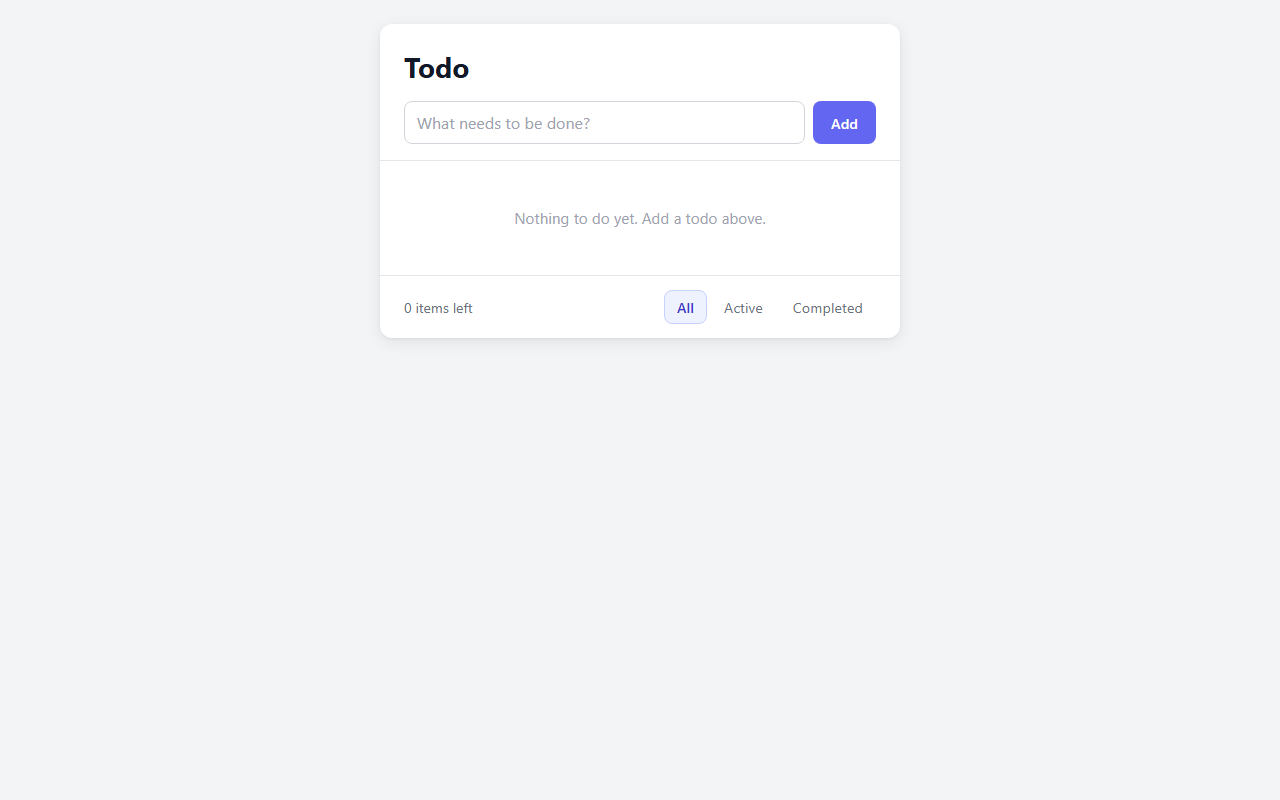 Todo
What needs to be done?
Add
Nothing to do yet. Add a todo above.
0 items left
All
Active
Completed